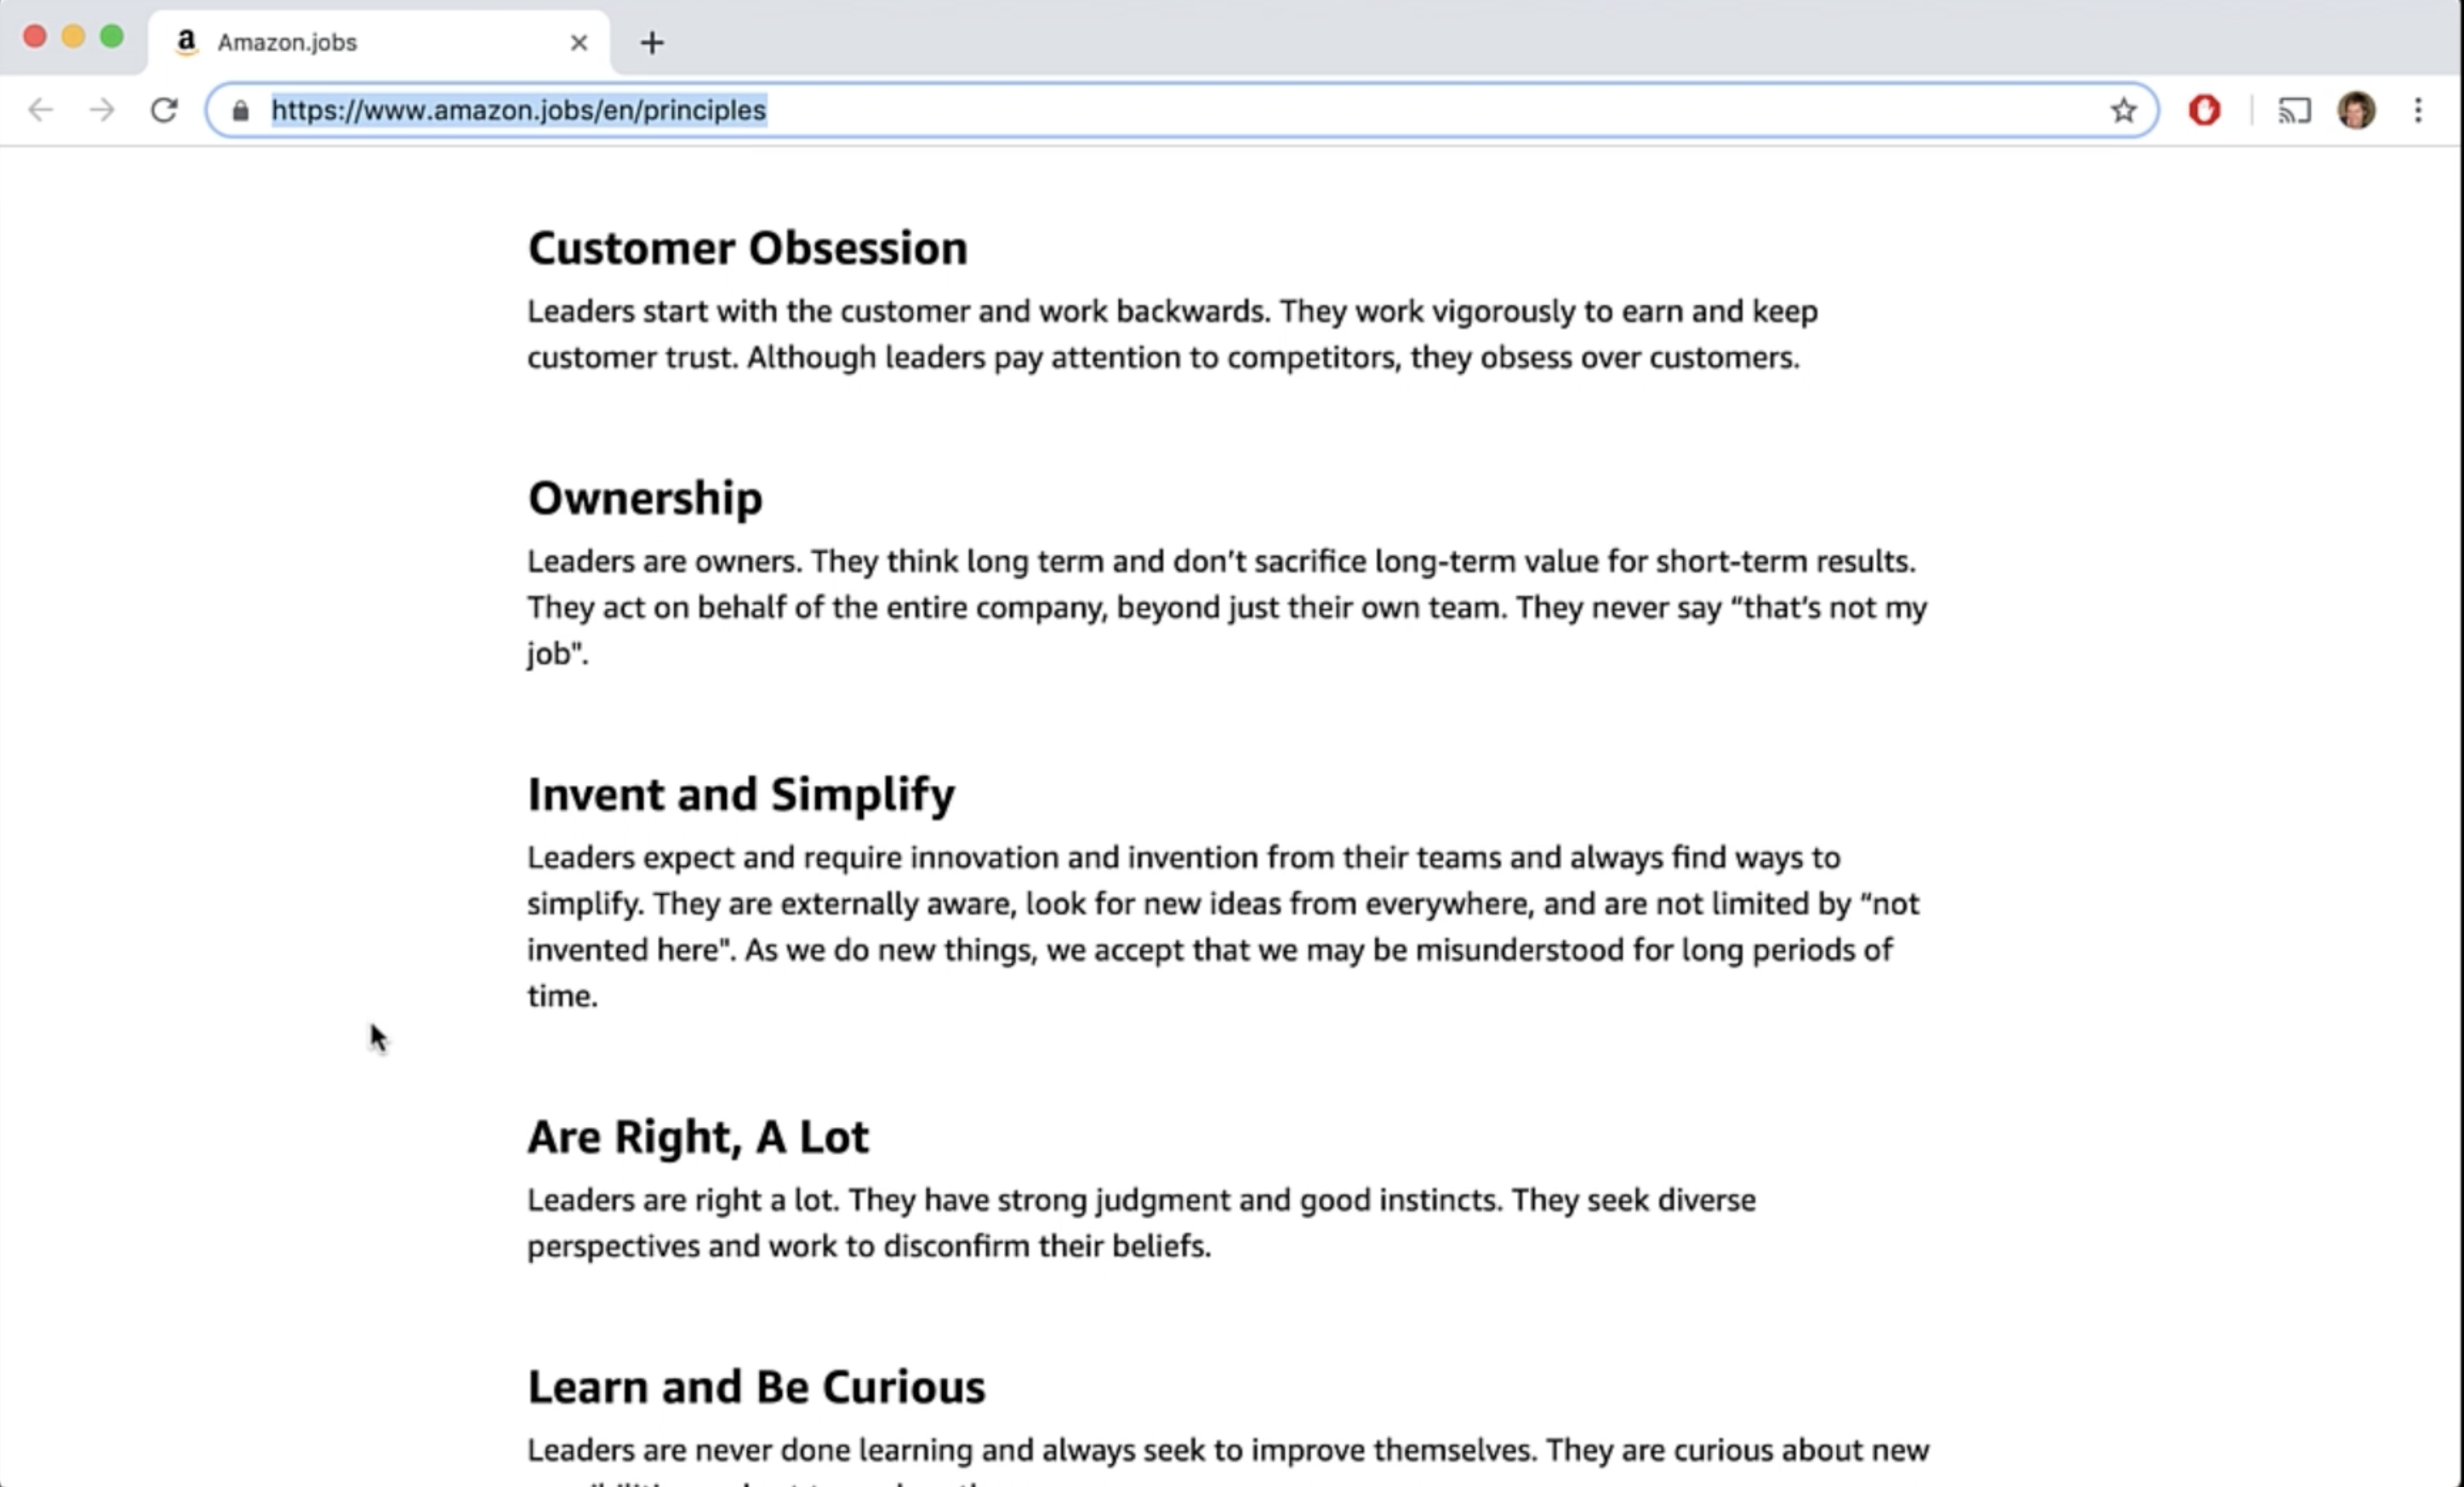 Amazon.jobs
https://www.amazon.jobs/en/principles
Customer Obsession
Leaders start with the customer and work backwards. They work vigorously to earn and keep
customer trust. Although leaders pay attention to competitors, they obsess over customers.
Ownership
Leaders are owners. They think long term and don’t sacrifice long-term value for short-term results.
They act on behalf of the entire company, beyond just their own team. They never say “that’s not my
job".
Invent and Simplify
Leaders expect and require innovation and invention from their teams and always find ways to
simplify. They are externally aware, look for new ideas from everywhere, and are not limited by “not
invented here". As we do new things, we accept that we may be misunderstood for long periods of
time.
Are Right, A Lot
Leaders are right a lot. They have strong judgment and good instincts. They seek diverse
perspectives and work to disconfirm their beliefs.
Learn and Be Curious
Leaders are never done learning and always seek to improve themselves. They are curious about new